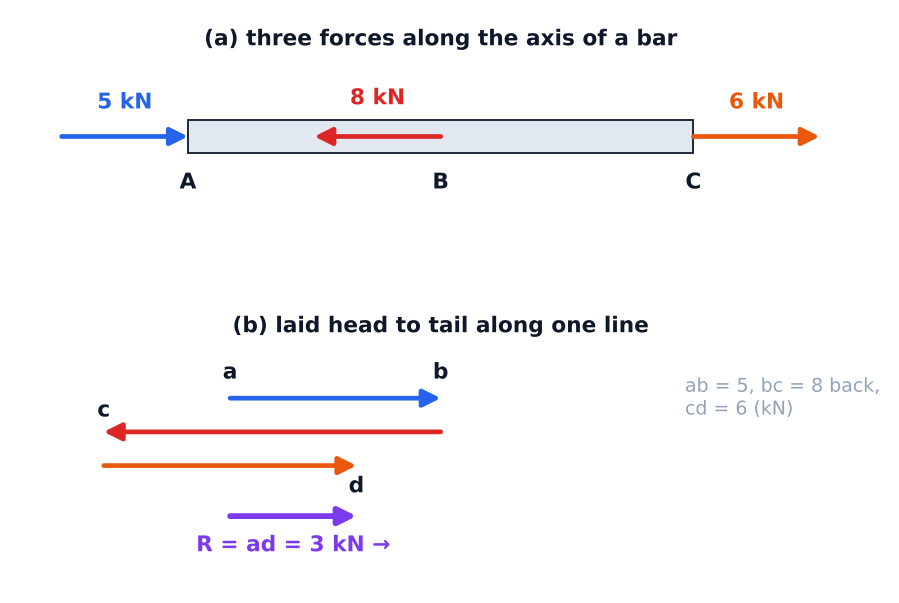 (a) three forces along the axis of a bar
5 kN
8 kN
6 kN
A
B
C
(b) laid head to tail along one line
a
b
ab = 5, bc = 8 back,
cd = 6 (kN)
c
d
R = ad = 3 kN →